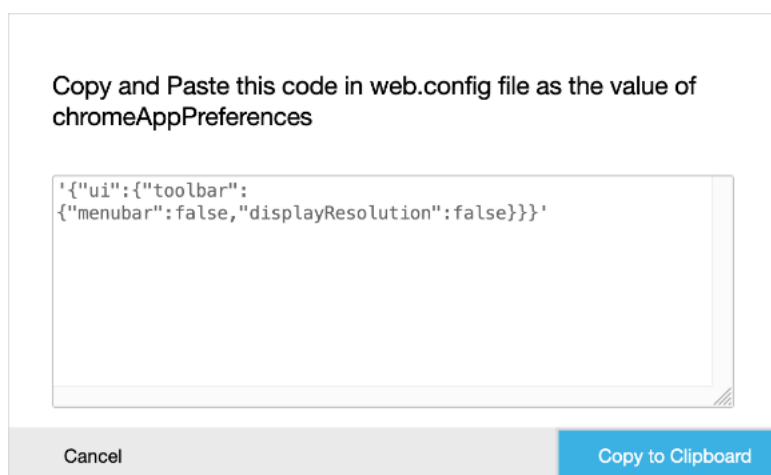 Copy and Paste this code in web.config file as the value of
chromeAppPreferences
'{"ui":{"toolbar":
{"menubar":false,"displayResolution":false}}}'
Cancel
Copy to Clipboard